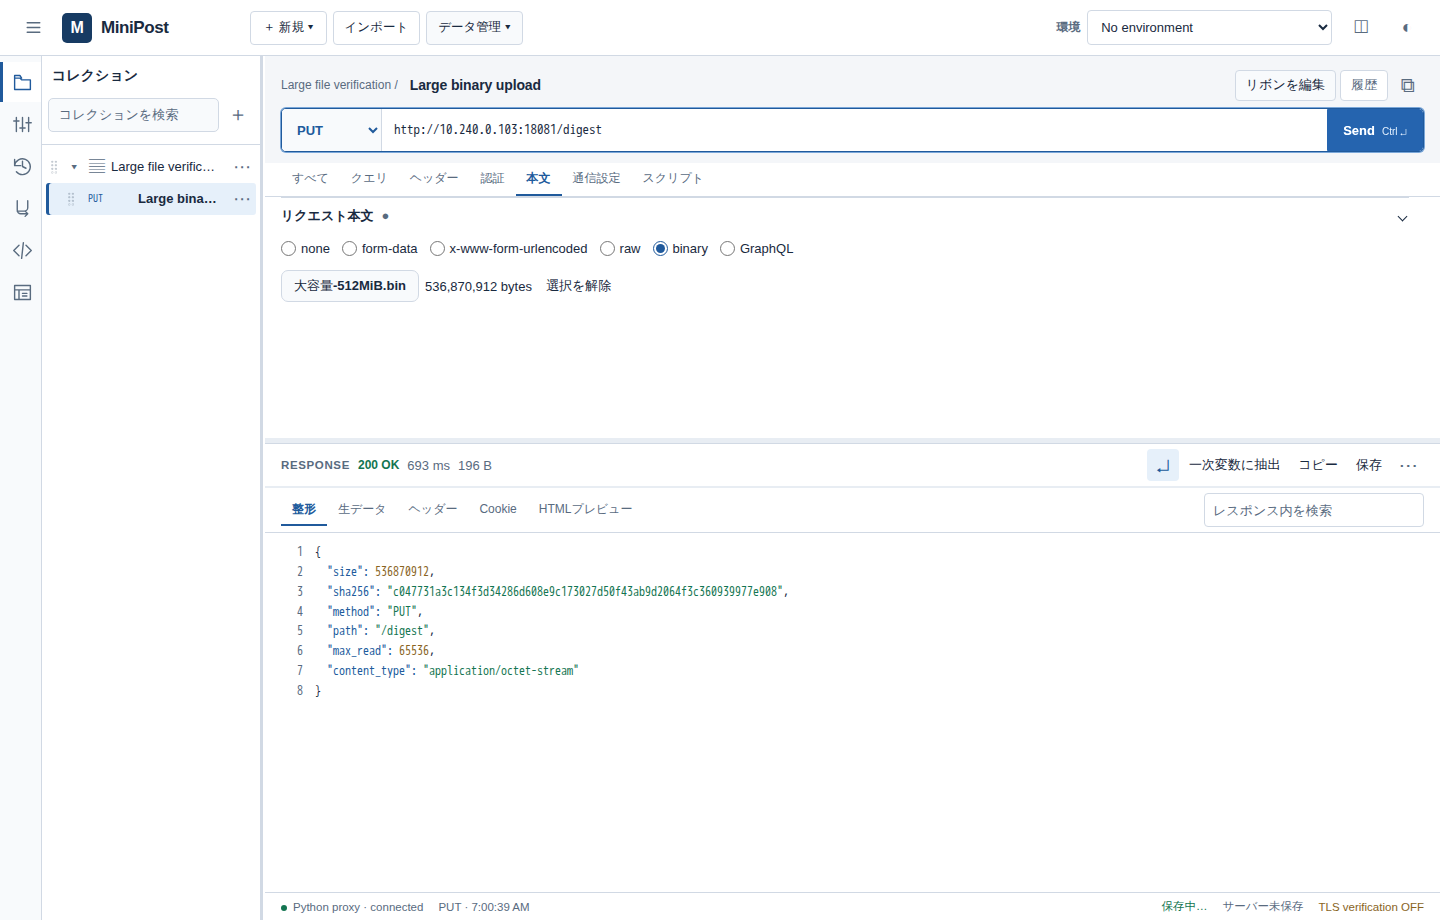 M MiniPost ＋ 新規 ▾ インポート データ管理 ▾ 環境 No environment
コレクション
コレクションを検索 ＋
Large file verific… ···
PUT Large bina… ···
Large file verification / Large binary upload リボンを編集 履歴
PUT http://10.240.0.103:18081/digest Send Ctrl ↵
すべて クエリ ヘッダー 認証 本文 通信設定 スクリプト
リクエスト本文 ●
none form-data x-www-form-urlencoded raw binary GraphQL
大容量-512MiB.bin 536,870,912 bytes 選択を解除
RESPONSE 200 OK 693 ms 196 B 一次変数に抽出 コピー 保存 ···
整形 生データ ヘッダー Cookie HTMLプレビュー レスポンス内を検索
1 {
2 "size": 536870912,
3 "sha256": "c047731a3c134f3d34286d608e9c173027d50f43ab9d2064f3c360939977e908",
4 "method": "PUT",
5 "path": "/digest",
6 "max_read": 65536,
7 "content_type": "application/octet-stream"
8 }
Python proxy · connected PUT · 7:00:39 AM 保存中… サーバー未保存 TLS verification OFF